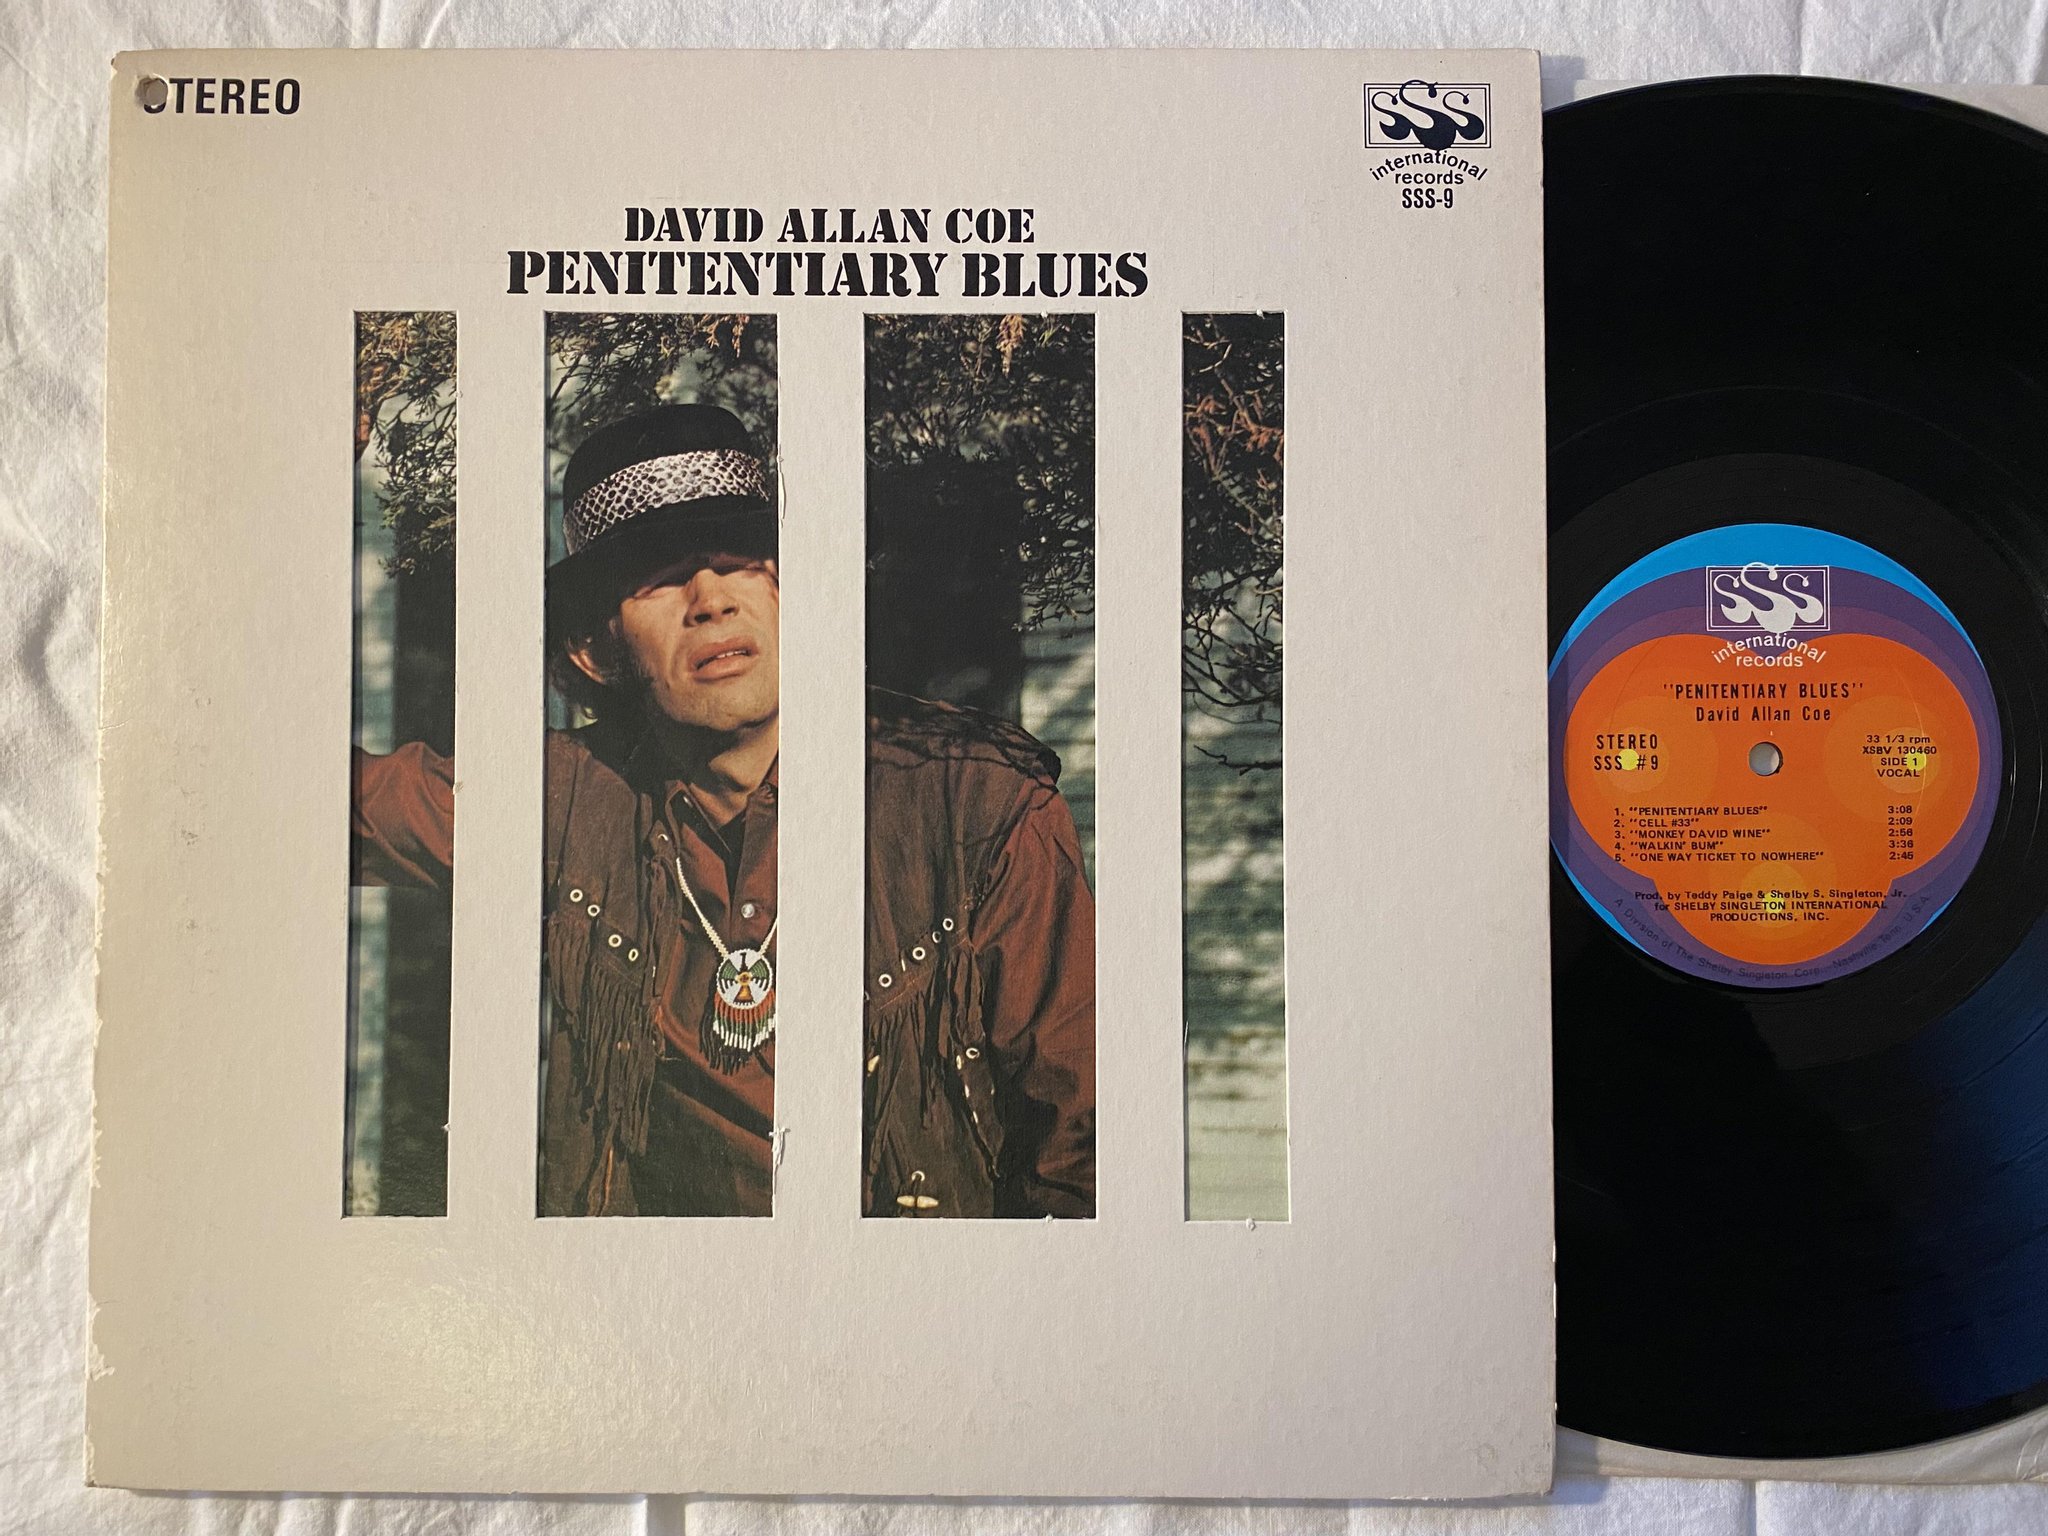 STEREO
SSS
international
records
SSS-9
DAVID ALLAN COE
PENITENTIARY BLUES
SSS
international
records
"PENITENTIARY BLUES"
David Allan Coe
STEREO
SSS #9
33 1/3 rpm
XSBV 130460
SIDE 1
VOCAL
1. "PENITENTIARY BLUES" 3:08
2. "CELL #33" 2:09
3. "MONKEY DAVID WINE" 2:56
4. "WALKIN' BUM" 3:36
5. "ONE WAY TICKET TO NOWHERE" 2:45
Prod. by Teddy Paige & Shelby S. Singleton, Jr.
for SHELBY SINGLETON INTERNATIONAL
PRODUCTIONS, INC.
A Division of The Shelby Singleton Corp., Nashville Tenn., U.S.A.